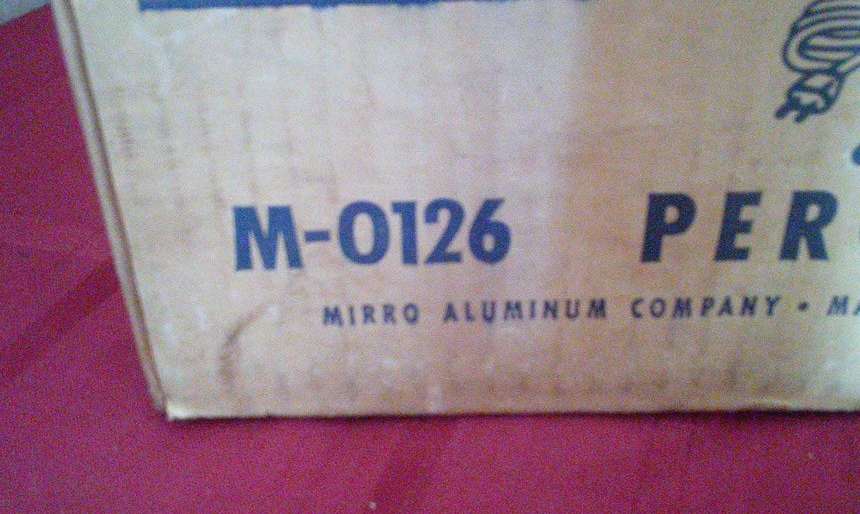 M-0126 PER
MIRRO ALUMINUM COMPANY • MA